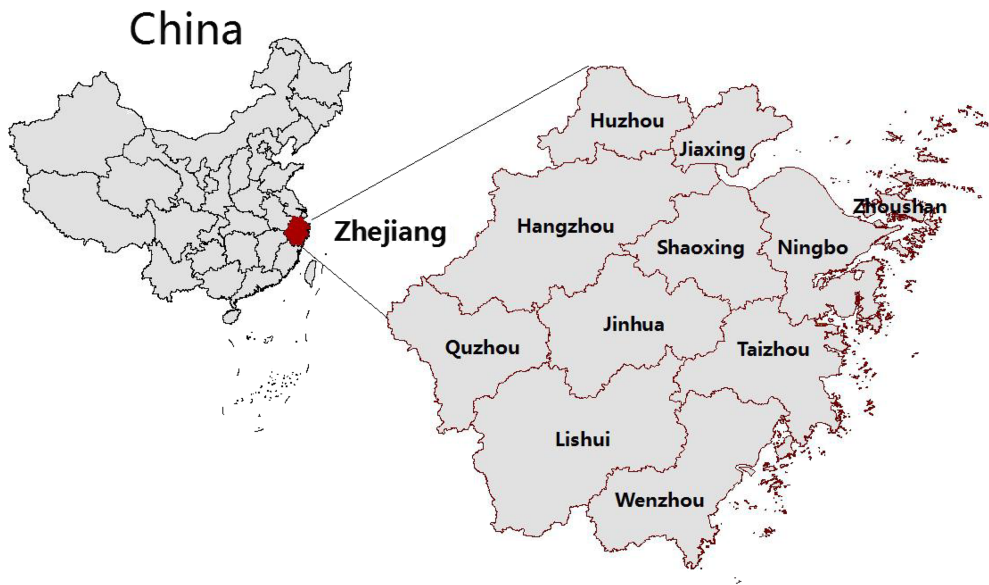 China
Zhejiang
Huzhou
Jiaxing
Hangzhou
Shaoxing
Ningbo
Zhoushan
Quzhou
Jinhua
Taizhou
Lishui
Wenzhou